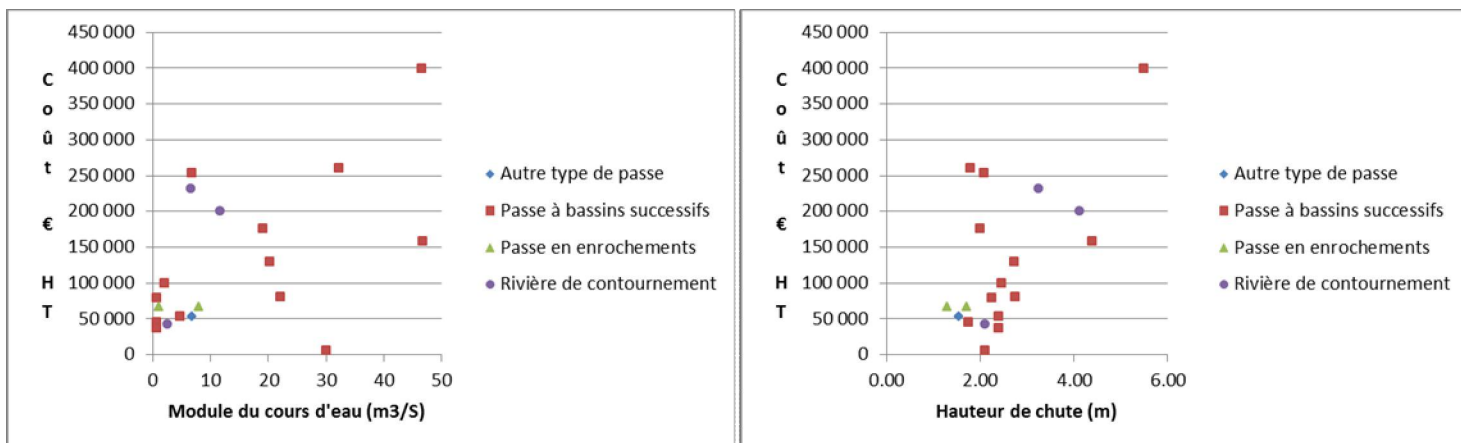 450 000
400 000
350 000
300 000
250 000
200 000
150 000
100 000
50 000
0
Coût € HT
0 10 20 30 40 50
Module du cours d'eau (m3/S)
Autre type de passe
Passe à bassins successifs
Passe en enrochements
Rivière de contournement
450 000
400 000
350 000
300 000
250 000
200 000
150 000
100 000
50 000
0
Coût € HT
0.00 2.00 4.00 6.00
Hauteur de chute (m)
Autre type de passe
Passe à bassins successifs
Passe en enrochements
Rivière de contournement